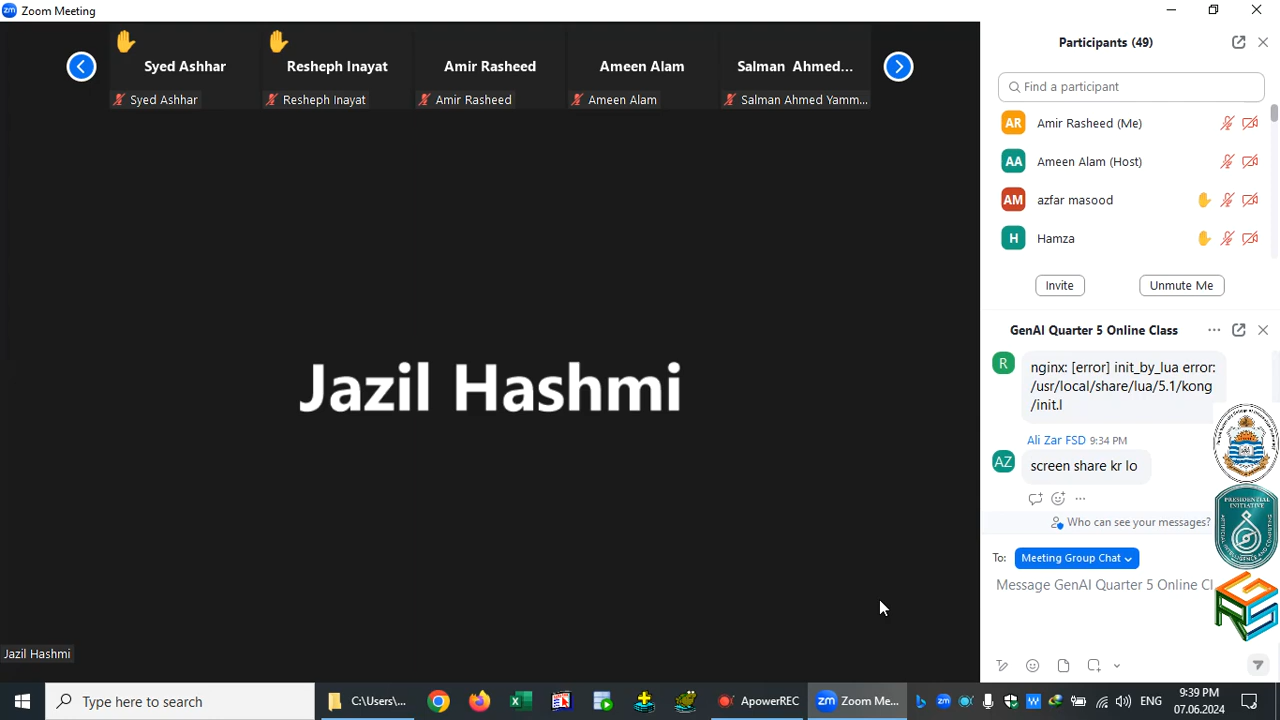 Zoom Meeting
Syed Ashhar
Resheph Inayat
Amir Rasheed
Ameen Alam
Salman Ahmed...
Syed Ashhar
Resheph Inayat
Amir Rasheed
Ameen Alam
Salman Ahmed Yamm...
Jazil Hashmi
Jazil Hashmi
Participants (49)
Find a participant
AR Amir Rasheed (Me)
AA Ameen Alam (Host)
AM azfar masood
H Hamza
Invite
Unmute Me
GenAI Quarter 5 Online Class
R
nginx: [error] init_by_lua error:
/usr/local/share/lua/5.1/kong
/init.l
Ali Zar FSD 9:34 PM
AZ screen share kr lo
Who can see your messages?
To: Meeting Group Chat
Message GenAI Quarter 5 Online Cl
PRESIDENTIAL
INITIATIVE
Type here to search
C:\Users\...
ApowerREC
Zoom Me...
ENG
9:39 PM
07.06.2024